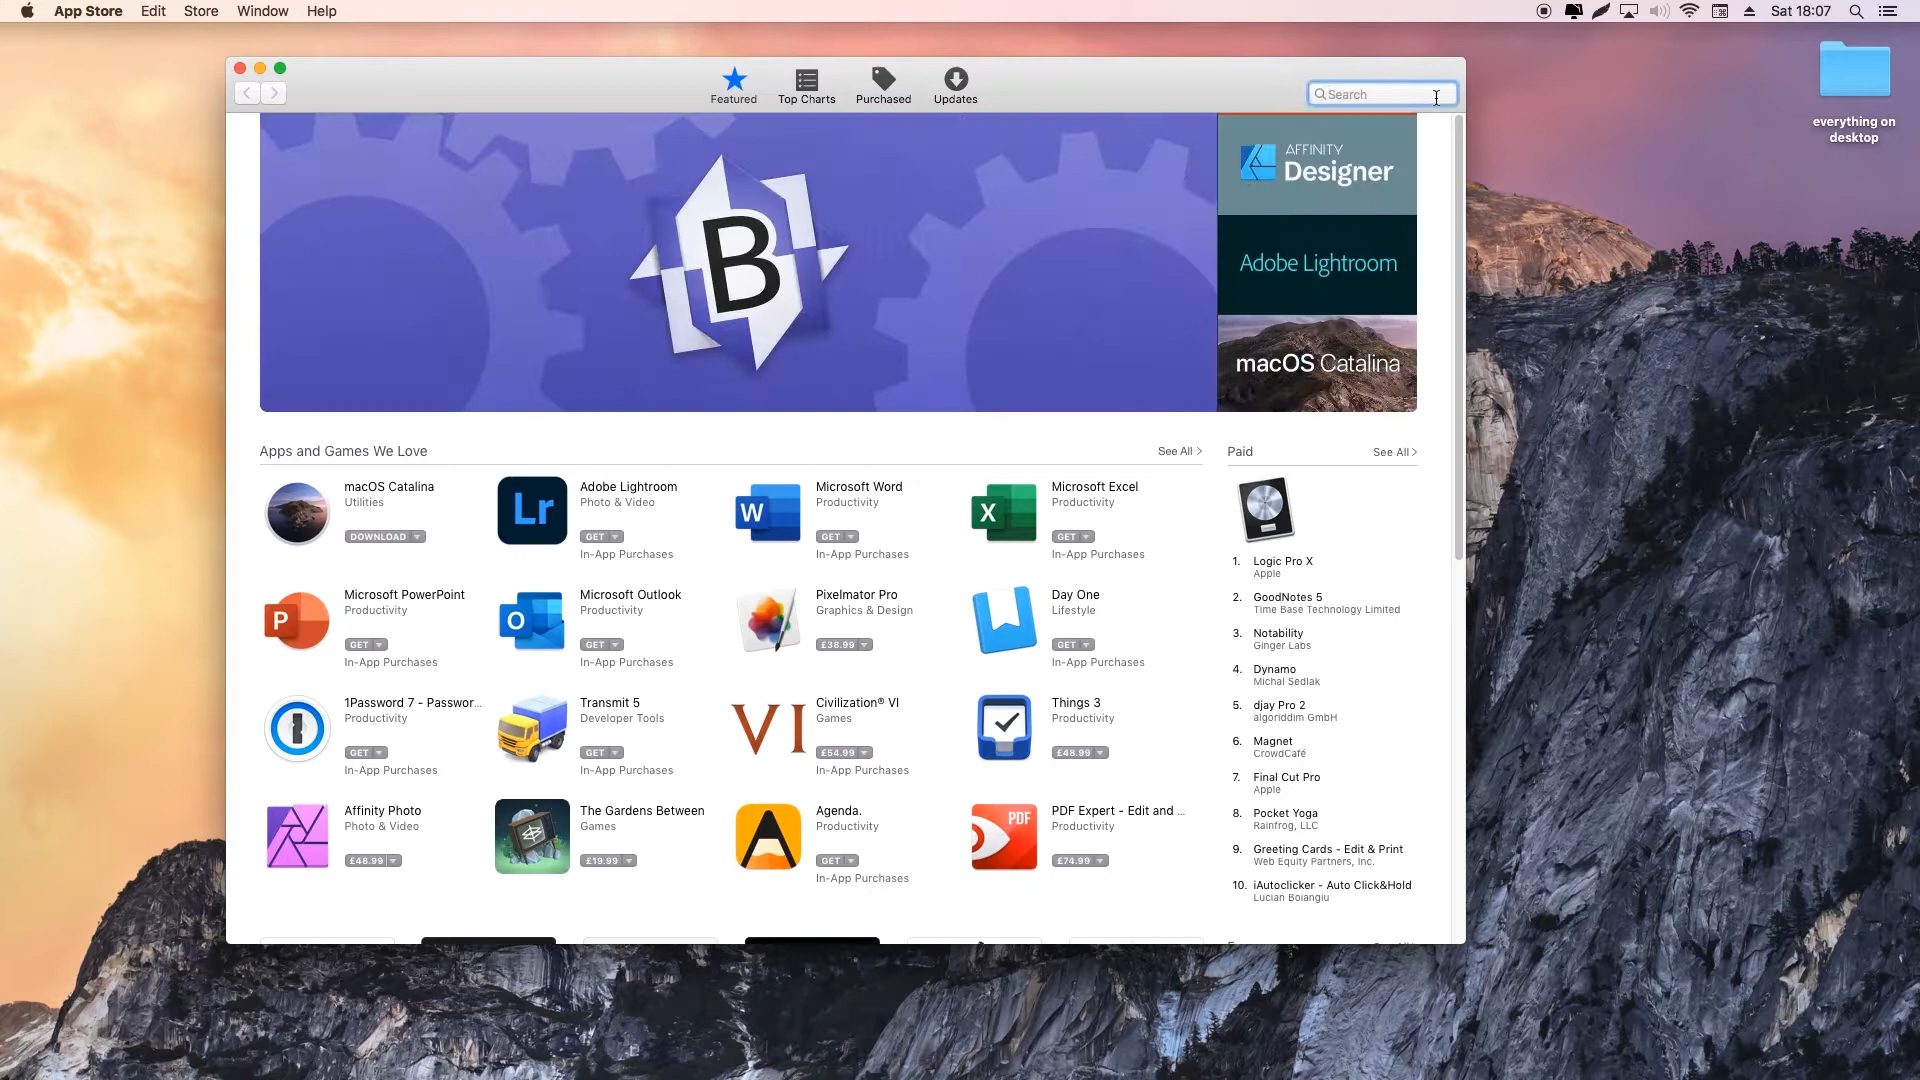 App Store Edit Store Window Help
Sat 18:07
Featured
Top Charts
Purchased
Updates
Search
everything on
desktop
B
AFFINITY
Designer
Adobe Lightroom
macOS Catalina
Apps and Games We Love
See All >
macOS Catalina
Utilities
DOWNLOAD
Lr
Adobe Lightroom
Photo & Video
GET
In-App Purchases
W
Microsoft Word
Productivity
GET
In-App Purchases
X
Microsoft Excel
Productivity
GET
In-App Purchases
P
Microsoft PowerPoint
Productivity
GET
In-App Purchases
O
Microsoft Outlook
Productivity
GET
In-App Purchases
Pixelmator Pro
Graphics & Design
£38.99
Day One
Lifestyle
GET
In-App Purchases
1Password 7 - Passwor...
Productivity
GET
In-App Purchases
Transmit 5
Developer Tools
GET
In-App Purchases
VI
Civilization® VI
Games
£54.99
In-App Purchases
Things 3
Productivity
£48.99
Affinity Photo
Photo & Video
£48.99
The Gardens Between
Games
£19.99
Agenda.
Productivity
GET
In-App Purchases
PDF
PDF Expert - Edit and ...
Productivity
£74.99
Paid
See All >
1. Logic Pro X
Apple
2. GoodNotes 5
Time Base Technology Limited
3. Notability
Ginger Labs
4. Dynamo
Michal Sedlak
5. djay Pro 2
algoriddim GmbH
6. Magnet
CrowdCafé
7. Final Cut Pro
Apple
8. Pocket Yoga
Rainfrog, LLC
9. Greeting Cards - Edit & Print
Web Equity Partners, Inc.
10. iAutoclicker - Auto Click&Hold
Lucian Bolangiu